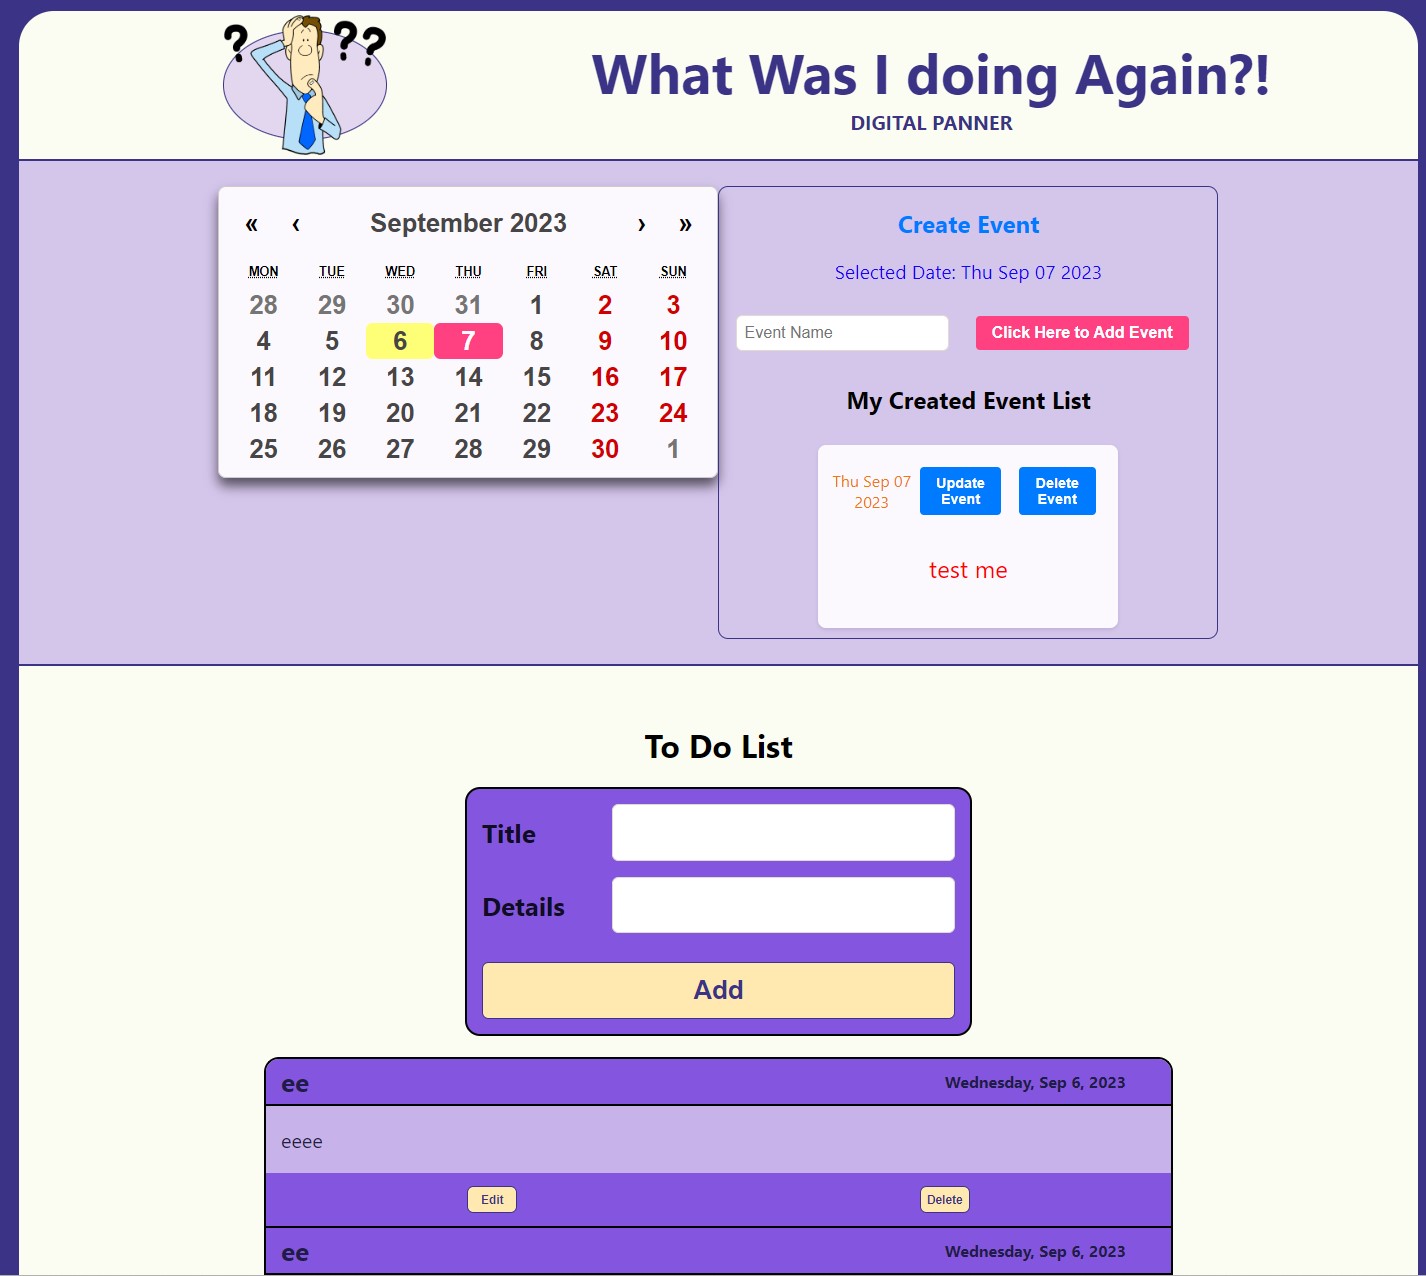 ? ? ?
What Was I doing Again?!
DIGITAL PANNER
« ‹ September 2023 › »
MON TUE WED THU FRI SAT SUN
28 29 30 31 1 2 3
4 5 6 7 8 9 10
11 12 13 14 15 16 17
18 19 20 21 22 23 24
25 26 27 28 29 30 1
Create Event
Selected Date: Thu Sep 07 2023
Event Name Click Here to Add Event
My Created Event List
Thu Sep 07
2023
Update
Event
Delete
Event
test me
To Do List
Title
Details
Add
ee Wednesday, Sep 6, 2023
eeee
Edit Delete
ee Wednesday, Sep 6, 2023